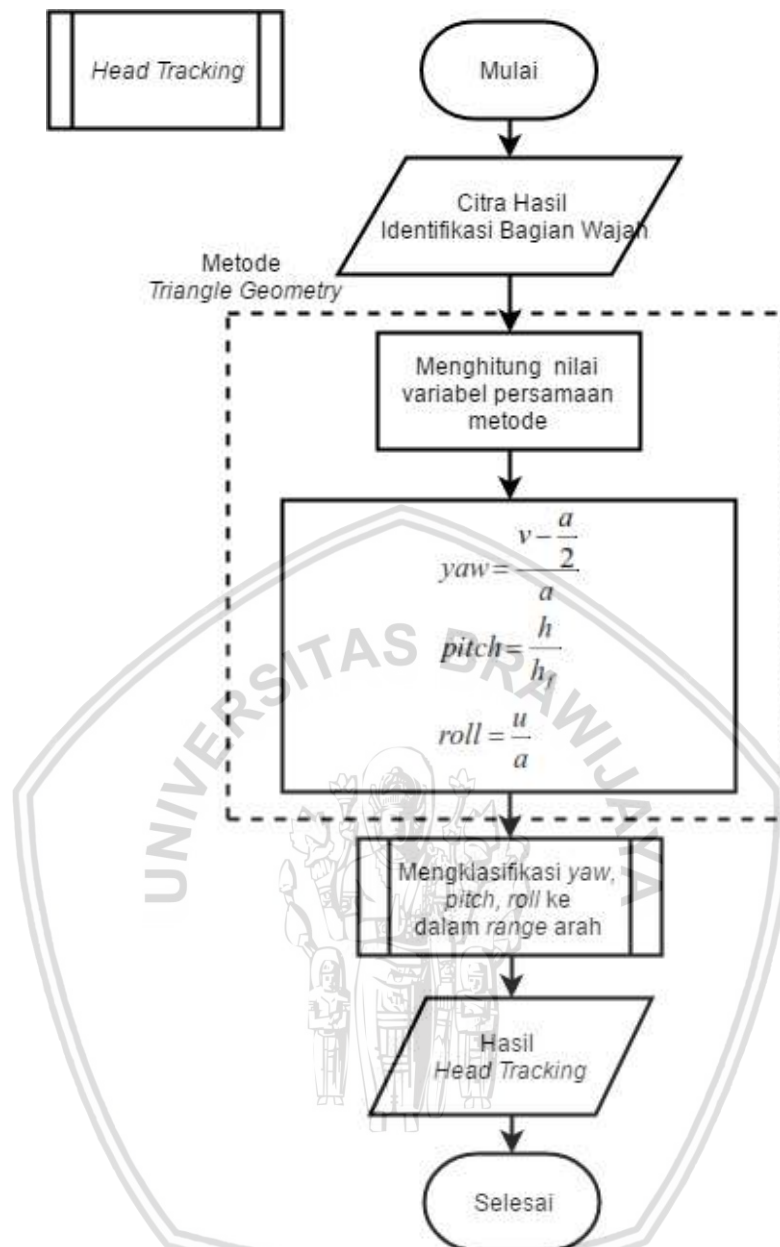 Head Tracking
Mulai
Citra Hasil
Identifikasi Bagian Wajah
Metode
Triangle Geometry
Menghitung nilai
variabel persamaan
metode
yaw = (v - a/2) / a
pitch = h / h_f
roll = u / a
UNIVERSITAS BRAWIJAYA
Mengklasifikasi yaw,
pitch, roll ke
dalam range arah
Hasil
Head Tracking
Selesai